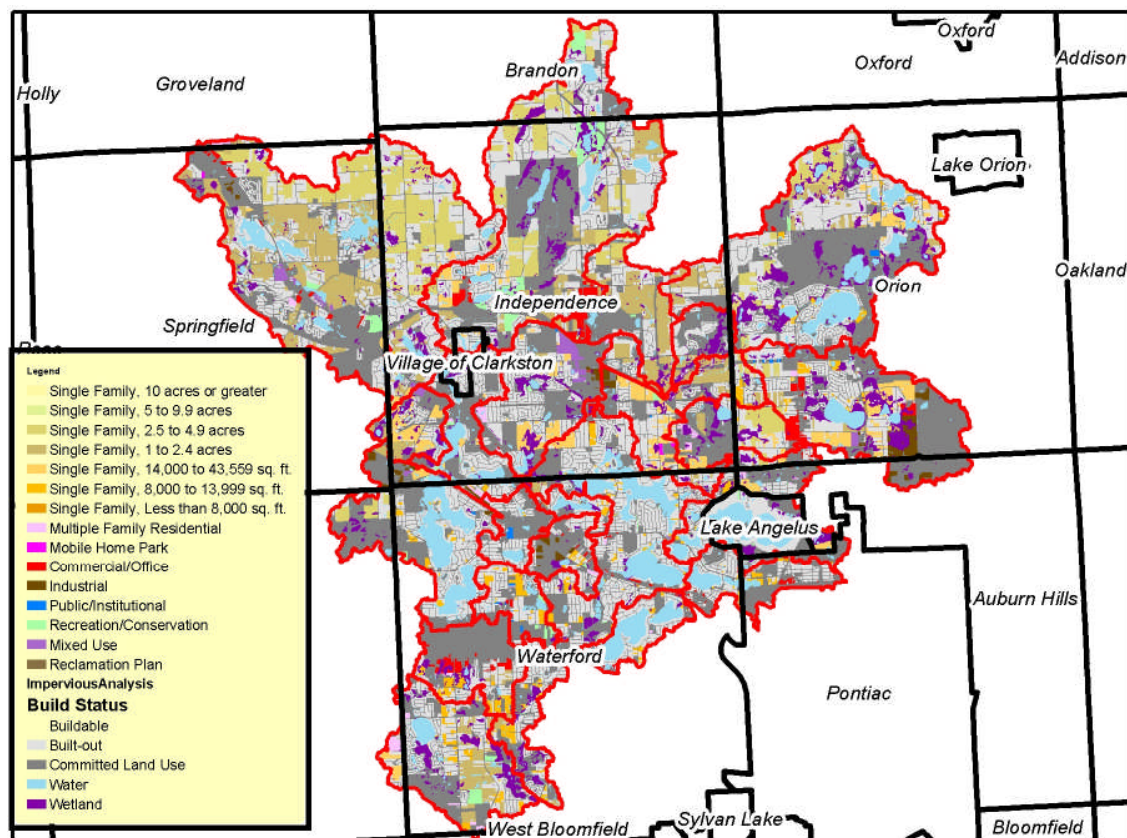 Oxford
Oxford
Addison
Brandon
Groveland
Holly
Lake Orion
Oakland
Orion
Independence
Springfield
Village of Clarkston
Legend
Single Family, 10 acres or greater
Single Family, 5 to 9.9 acres
Single Family, 2.5 to 4.9 acres
Single Family, 1 to 2.4 acres
Single Family, 14,000 to 43,559 sq. ft.
Single Family, 8,000 to 13,999 sq. ft.
Single Family, Less than 8,000 sq. ft.
Multiple Family Residential
Mobile Home Park
Commercial/Office
Industrial
Public/Institutional
Recreation/Conservation
Mixed Use
Reclamation Plan
ImperviousAnalysis
Build Status
Buildable
Built-out
Committed Land Use
Water
Wetland
Lake Angelus
Auburn Hills
Waterford
Pontiac
West Bloomfield
Sylvan Lake
Bloomfield